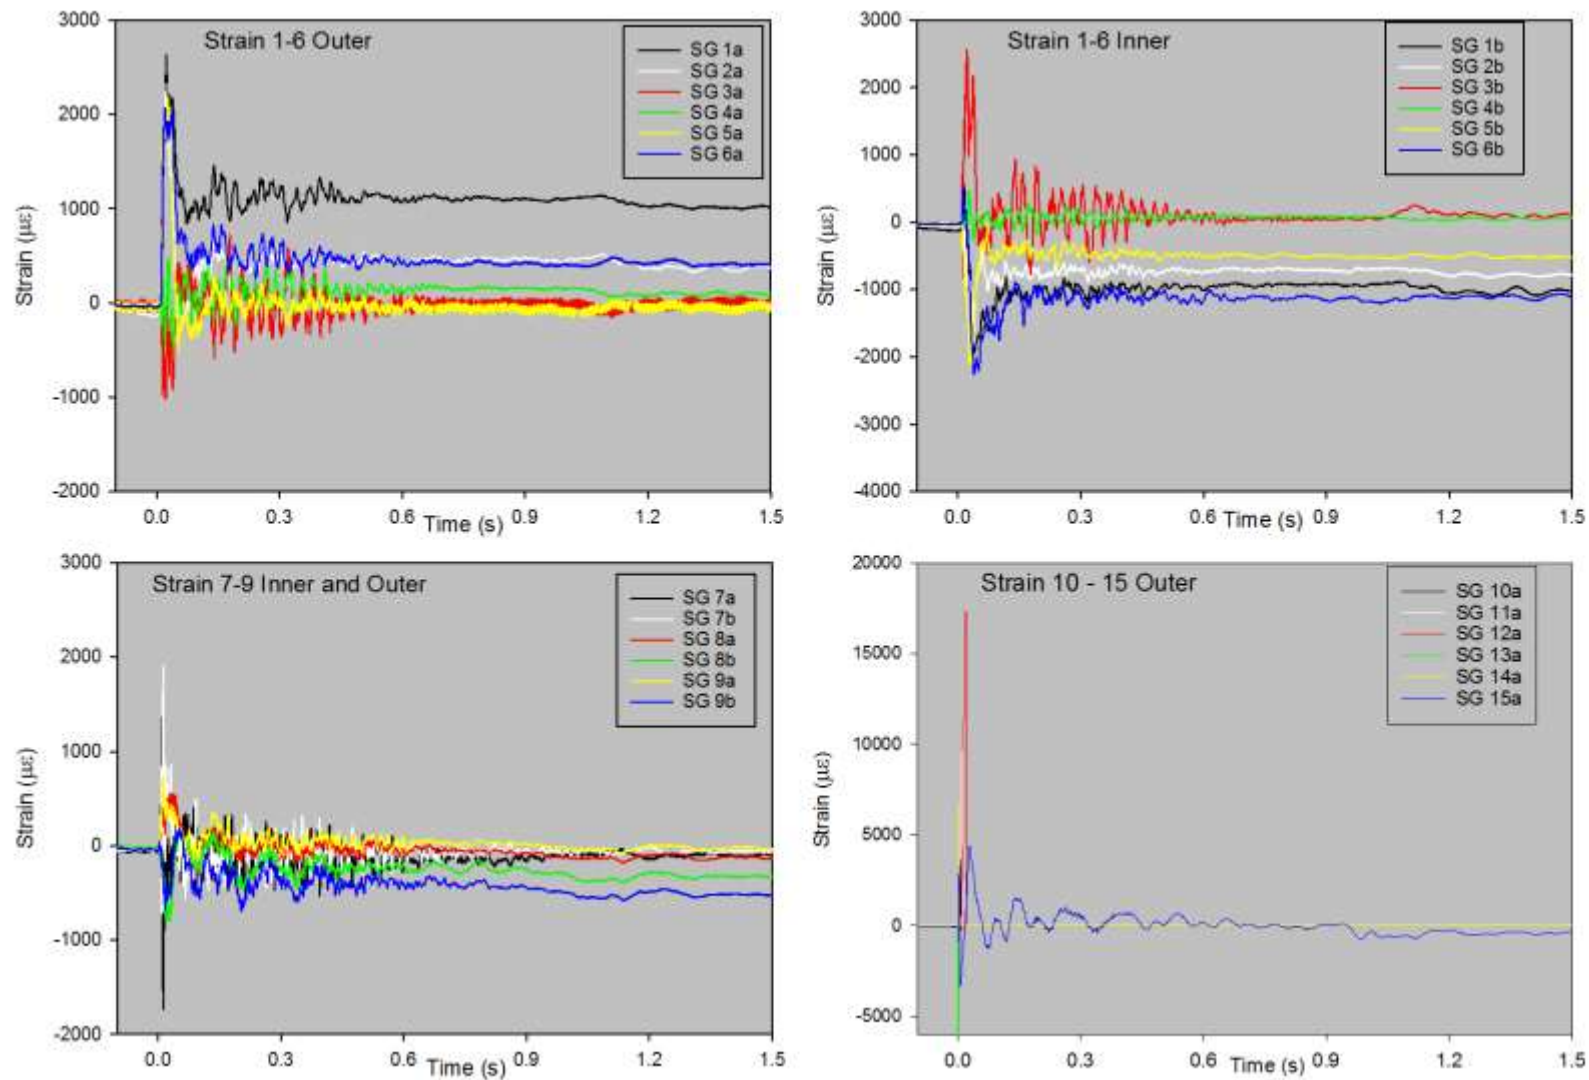 Strain 1-6 Outer
SG 1a
SG 2a
SG 3a
SG 4a
SG 5a
SG 6a
3000
2000
1000
0
-1000
-2000
Strain (µε)
0.0 0.3 0.6 0.9 1.2 1.5
Time (s)
Strain 1-6 Inner
SG 1b
SG 2b
SG 3b
SG 4b
SG 5b
SG 6b
3000
2000
1000
0
-1000
-2000
-3000
-4000
Strain (µε)
0.0 0.3 0.6 0.9 1.2 1.5
Time (s)
Strain 7-9 Inner and Outer
SG 7a
SG 7b
SG 8a
SG 8b
SG 9a
SG 9b
3000
2000
1000
0
-1000
-2000
Strain (µε)
0.0 0.3 0.6 0.9 1.2 1.5
Time (s)
Strain 10 - 15 Outer
SG 10a
SG 11a
SG 12a
SG 13a
SG 14a
SG 15a
20000
15000
10000
5000
0
-5000
Strain (µε)
0.0 0.3 0.6 0.9 1.2 1.5
Time (s)